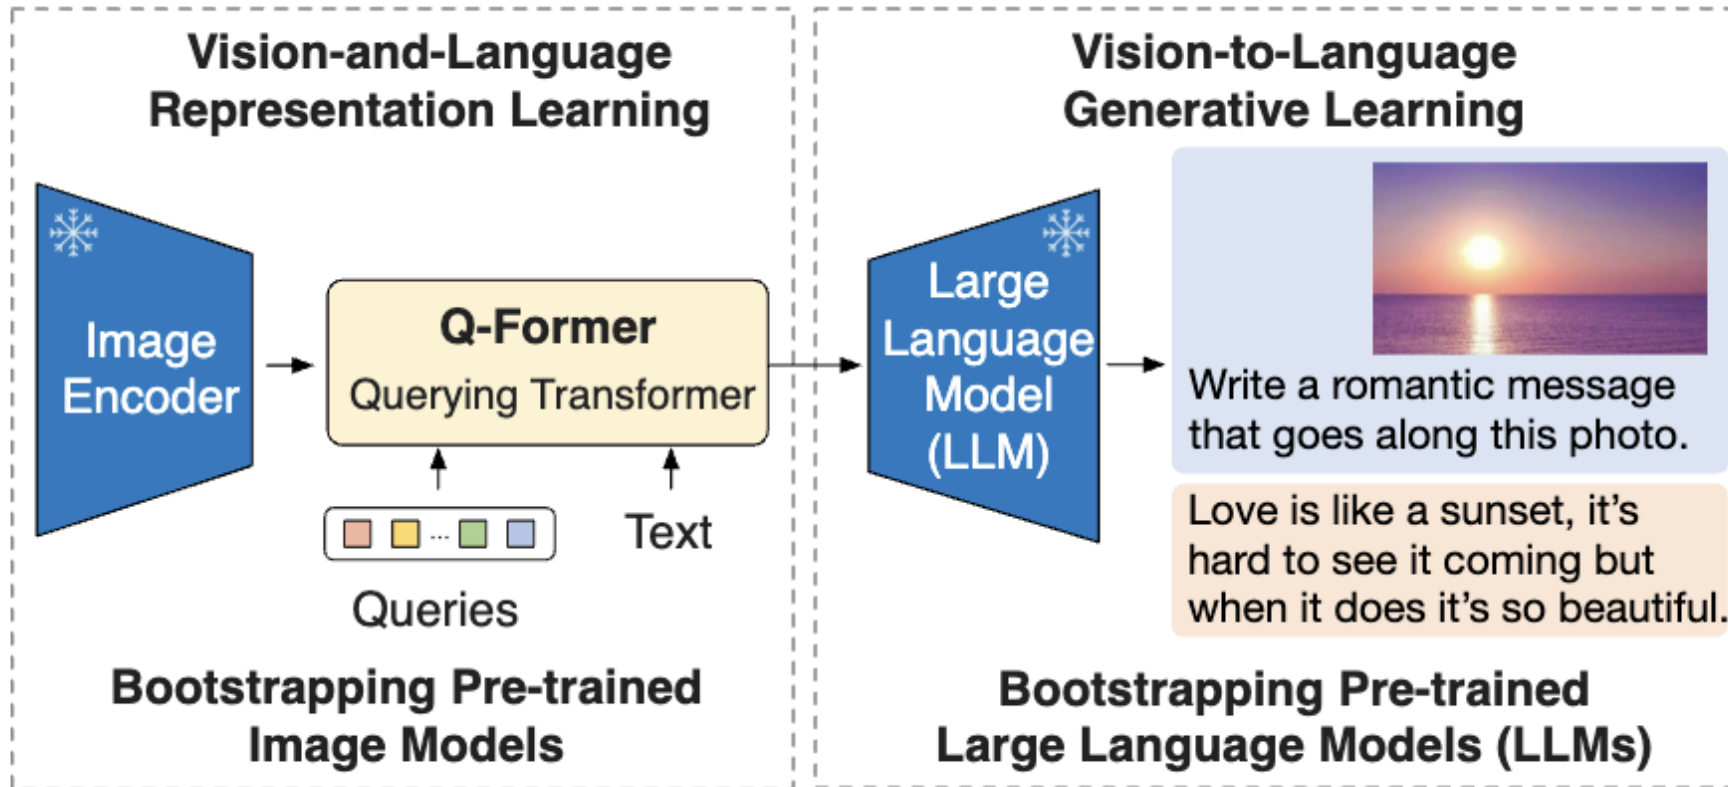 Vision-and-Language
Representation Learning
Image
Encoder
Q-Former
Querying Transformer
...
Text
Queries
Bootstrapping Pre-trained
Image Models
Vision-to-Language
Generative Learning
Large
Language
Model
(LLM)
Write a romantic message
that goes along this photo.
Love is like a sunset, it’s
hard to see it coming but
when it does it’s so beautiful.
Bootstrapping Pre-trained
Large Language Models (LLMs)